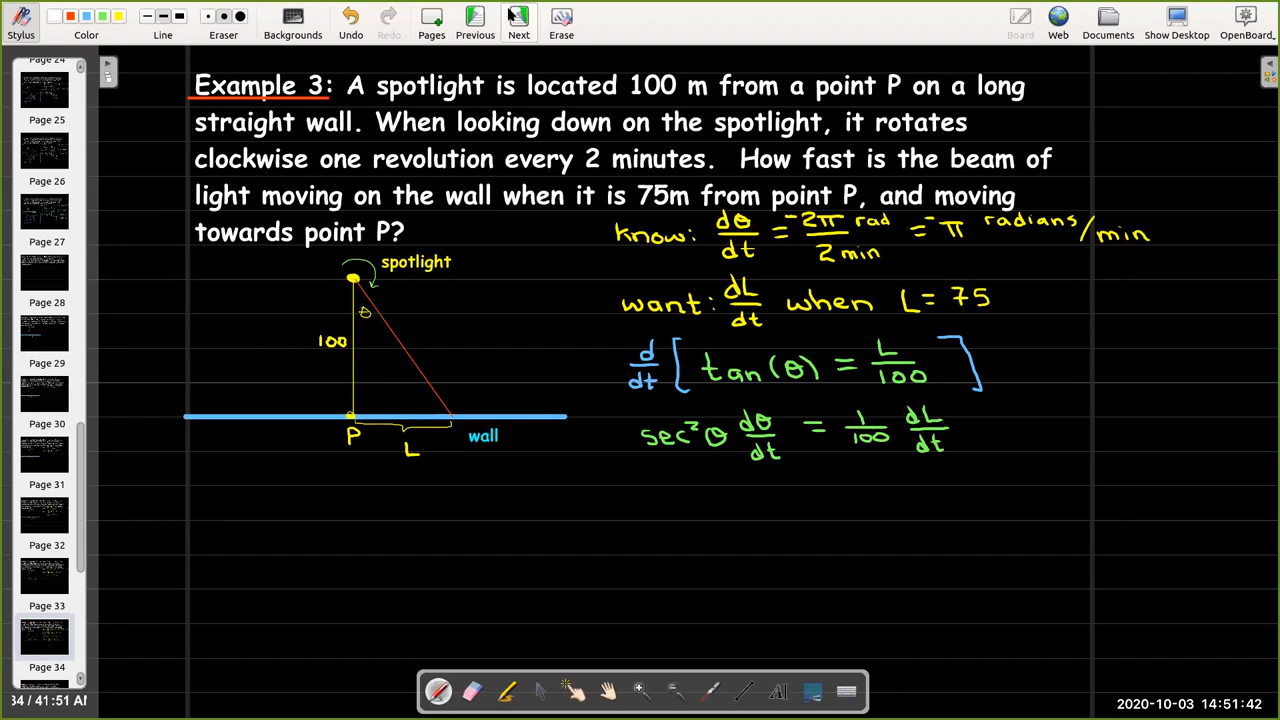 Stylus Color Line Eraser Backgrounds Undo Redo Pages Previous Next Erase Board Web Documents Show Desktop OpenBoard
Page 24
Page 25
Page 26
Page 27
Page 28
Page 29
Page 30
Page 31
Page 32
Page 33
Page 34
Example 3: A spotlight is located 100 m from a point P on a long
straight wall. When looking down on the spotlight, it rotates
clockwise one revolution every 2 minutes. How fast is the beam of
light moving on the wall when it is 75m from point P, and moving
towards point P?
know: dθ/dt = -2π rad/2 min = -π radians/min
spotlight
θ
100
P
L
wall
want: dL/dt when L = 75
d/dt [ tan(θ) = L/100 ]
sec² θ dθ/dt = 1/100 dL/dt
34 / 41:51 AM
2020-10-03 14:51:42